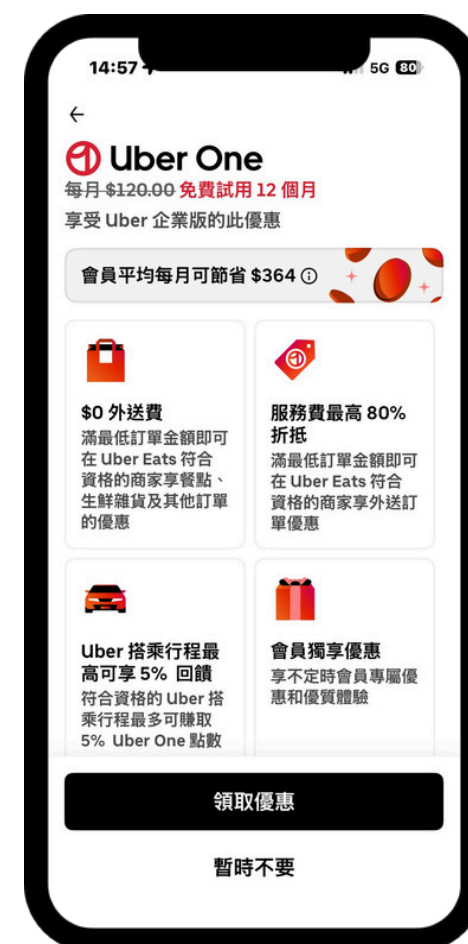 14:57
5G 80
Uber One
每月 $120.00 免費試用 12 個月
享受 Uber 企業版的此優惠
會員平均每月可節省 $364
$0 外送費
滿最低訂單金額即可
在 Uber Eats 符合
資格的商家享餐點、
生鮮雜貨及其他訂單
的優惠
服務費最高 80%
折抵
滿最低訂單金額即可
在 Uber Eats 符合
資格的商家享外送訂
單優惠
Uber 搭乘行程最
高可享 5% 回饋
符合資格的 Uber 搭
乘行程最多可賺取
5% Uber One 點數
會員獨享優惠
享不定時會員專屬優
惠和優質體驗
領取優惠
暫時不要